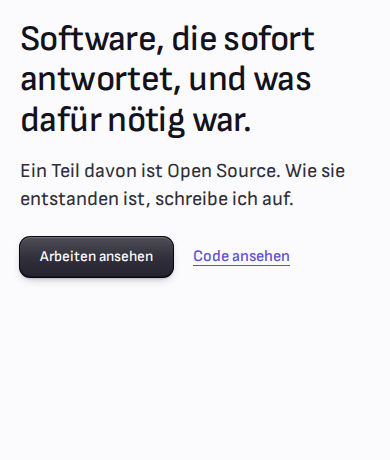 Software, die sofort
antwortet, und was
dafür nötig war.
Ein Teil davon ist Open Source. Wie sie
entstanden ist, schreibe ich auf.
Arbeiten ansehen
Code ansehen